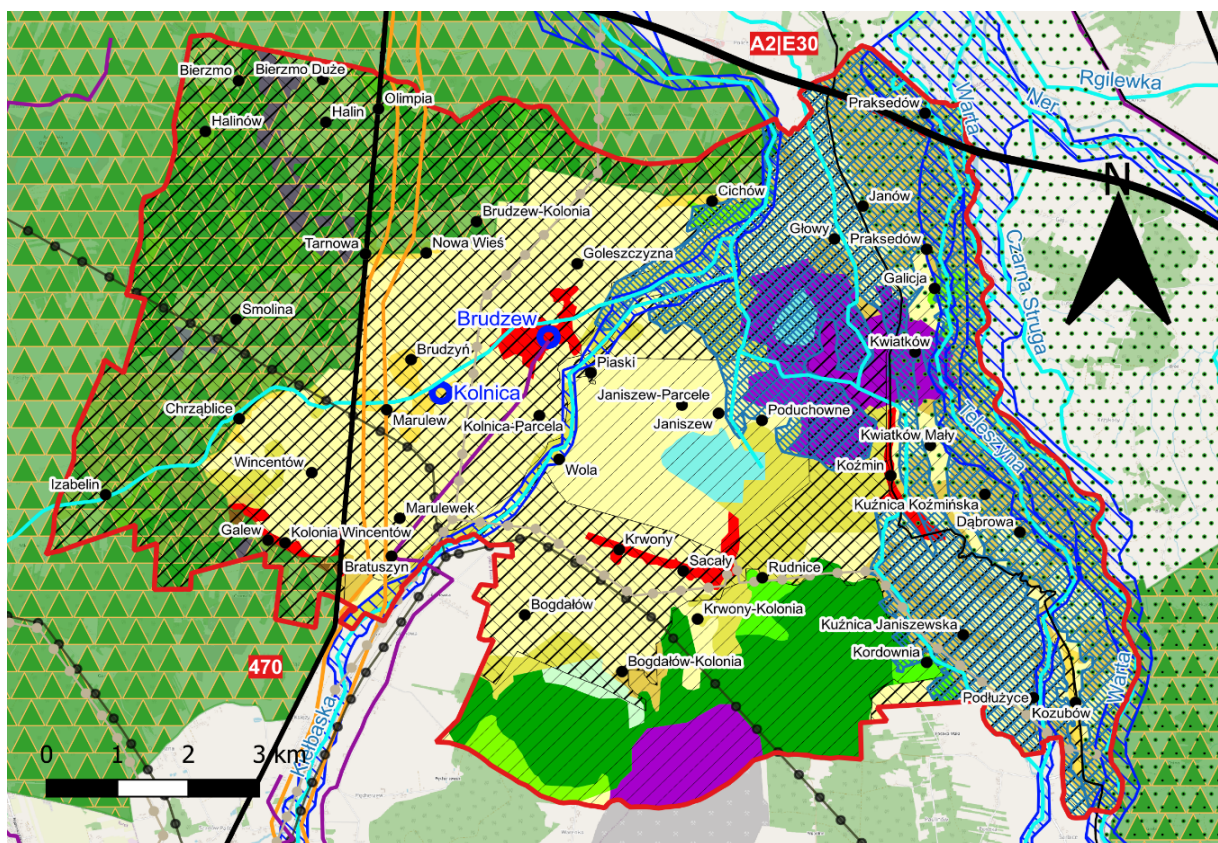 A2|E30
Bierzmo
Bierzmo Duże
Rgilewka
Olimpia
Ner
Praksedów
Warta
Halinów
Halin
N
Cichów
Janów
Brudzew-Kolonia
Głowy
Praksedów
Tarnowa
Nowa Wieś
Goleszczyzna
Czarna Struga
Galicja
Smolina
Brudzew
Kwiatków
Brudzyń
Piaski
Kolnica
Janiszew-Parcele
Chrząblice
Marulew
Kolnica-Parcela
Janiszew
Poduchowne
Teleszyna
Kwiatków Mały
Wincentów
Wola
Koźmin
Izabelin
Kuźnica Koźmińska
Marulewek
Galew
Kolonia Wincentów
Dąbrowa
Krwony
Bratuszyn
Sacały
Rudnice
Bogdałów
Krwony-Kolonia
Kuźnica Janiszewska
470
Bogdałów-Kolonia
Kordownia
Warta
Podłużyce
Kozubów
Kiełbaska
0 1 2 3 km